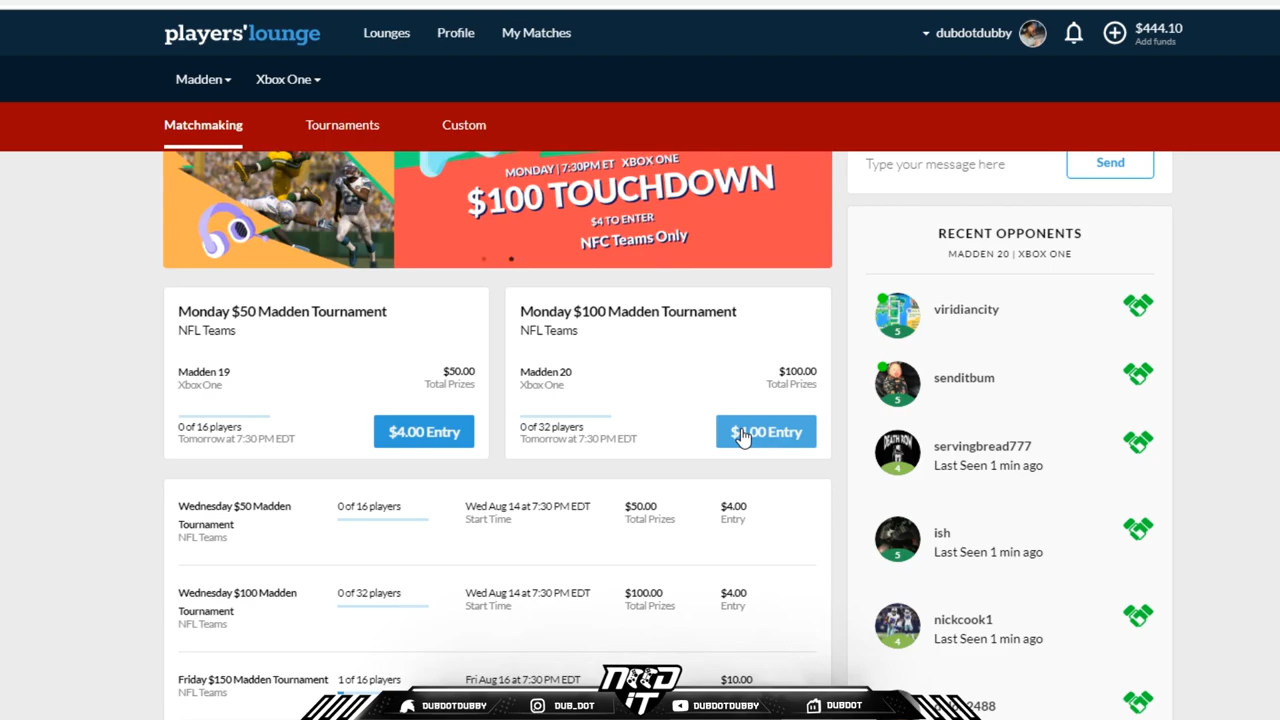 players'lounge Lounges Profile My Matches dubdotdubby $444.10
Add funds
Madden Xbox One
Matchmaking Tournaments Custom
MONDAY | 7:30PM ET XBOX ONE
$100 TOUCHDOWN
$4 TO ENTER
NFC Teams Only
Type your message here Send
RECENT OPPONENTS
MADDEN 20 | XBOX ONE
viridiancity
5
senditbum
5
servingbread777
Last Seen 1 min ago
DEATH ROW
4
ish
Last Seen 1 min ago
5
nickcook1
Last Seen 1 min ago
4
2488
Monday $50 Madden Tournament
NFL Teams
Madden 19 $50.00
Xbox One Total Prizes
0 of 16 players
Tomorrow at 7:30 PM EDT
$4.00 Entry
Monday $100 Madden Tournament
NFL Teams
Madden 20 $100.00
Xbox One Total Prizes
0 of 32 players
Tomorrow at 7:30 PM EDT
Entry
Wednesday $50 Madden Tournament
NFL Teams
0 of 16 players
Wed Aug 14 at 7:30 PM EDT
Start Time
$50.00
Total Prizes
$4.00
Entry
Wednesday $100 Madden Tournament
NFL Teams
0 of 32 players
Wed Aug 14 at 7:30 PM EDT
Start Time
$100.00
Total Prizes
$4.00
Entry
Friday $150 Madden Tournament
NFL Teams
1 of 16 players
Fri Aug 16 at 7:30 PM EDT
$10.00
NOD
iT
DUBDOTDUBBY DUB_DOT DUBDOTDUBBY DUBDOT